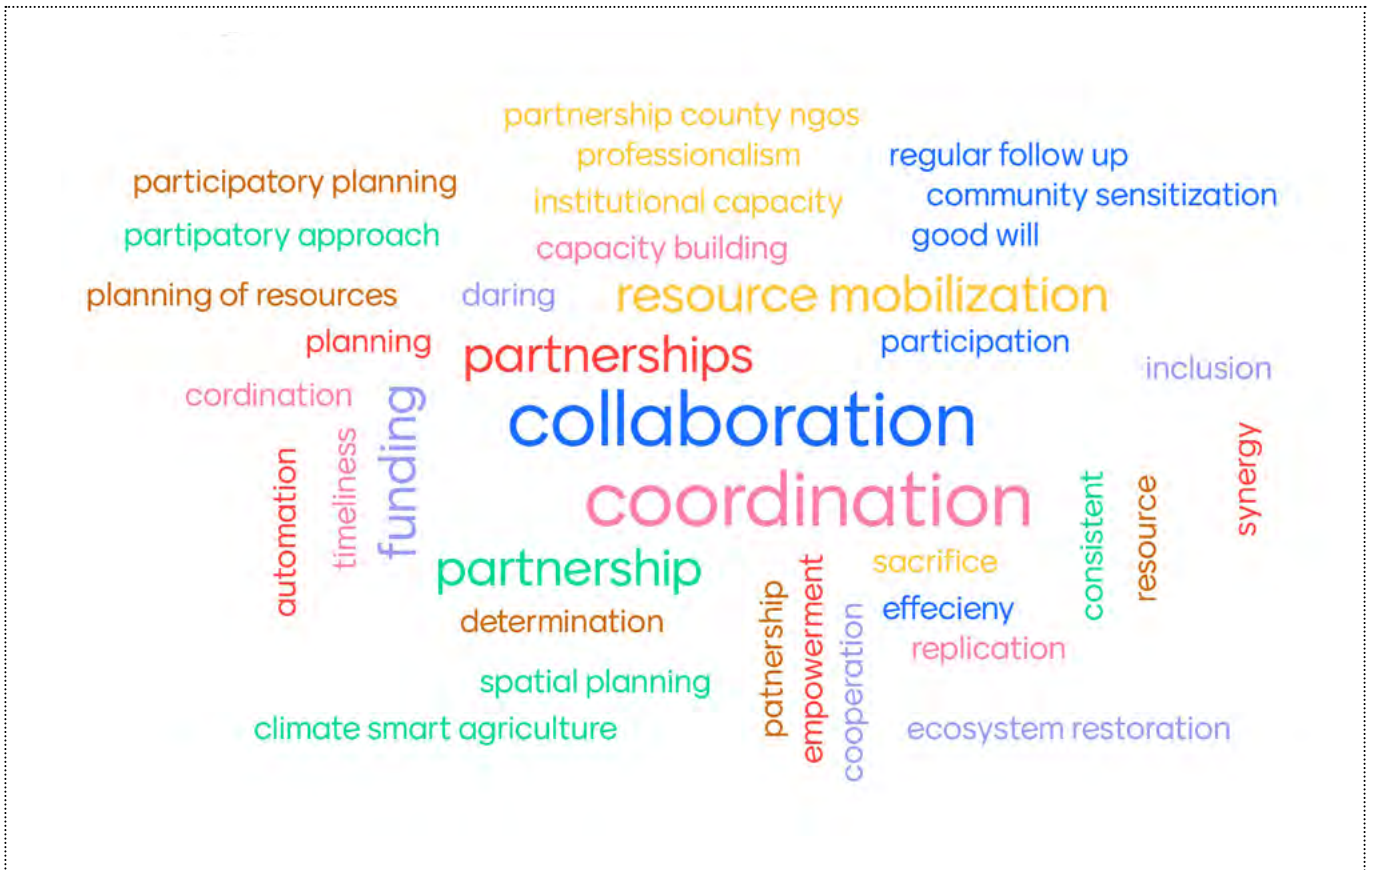 partnership county ngos
professionalism
regular follow up
participatory planning
community sensitization
institutional capacity
partipatory approach
good will
capacity building
planning of resources
daring
resource mobilization
planning
partnerships
participation
inclusion
cordination
funding
collaboration
automation
timeliness
coordination
consistent
resource
synergy
partnership
sacrifice
determination
patnership
empowerment
cooperation
effecieny
replication
spatial planning
climate smart agriculture
ecosystem restoration